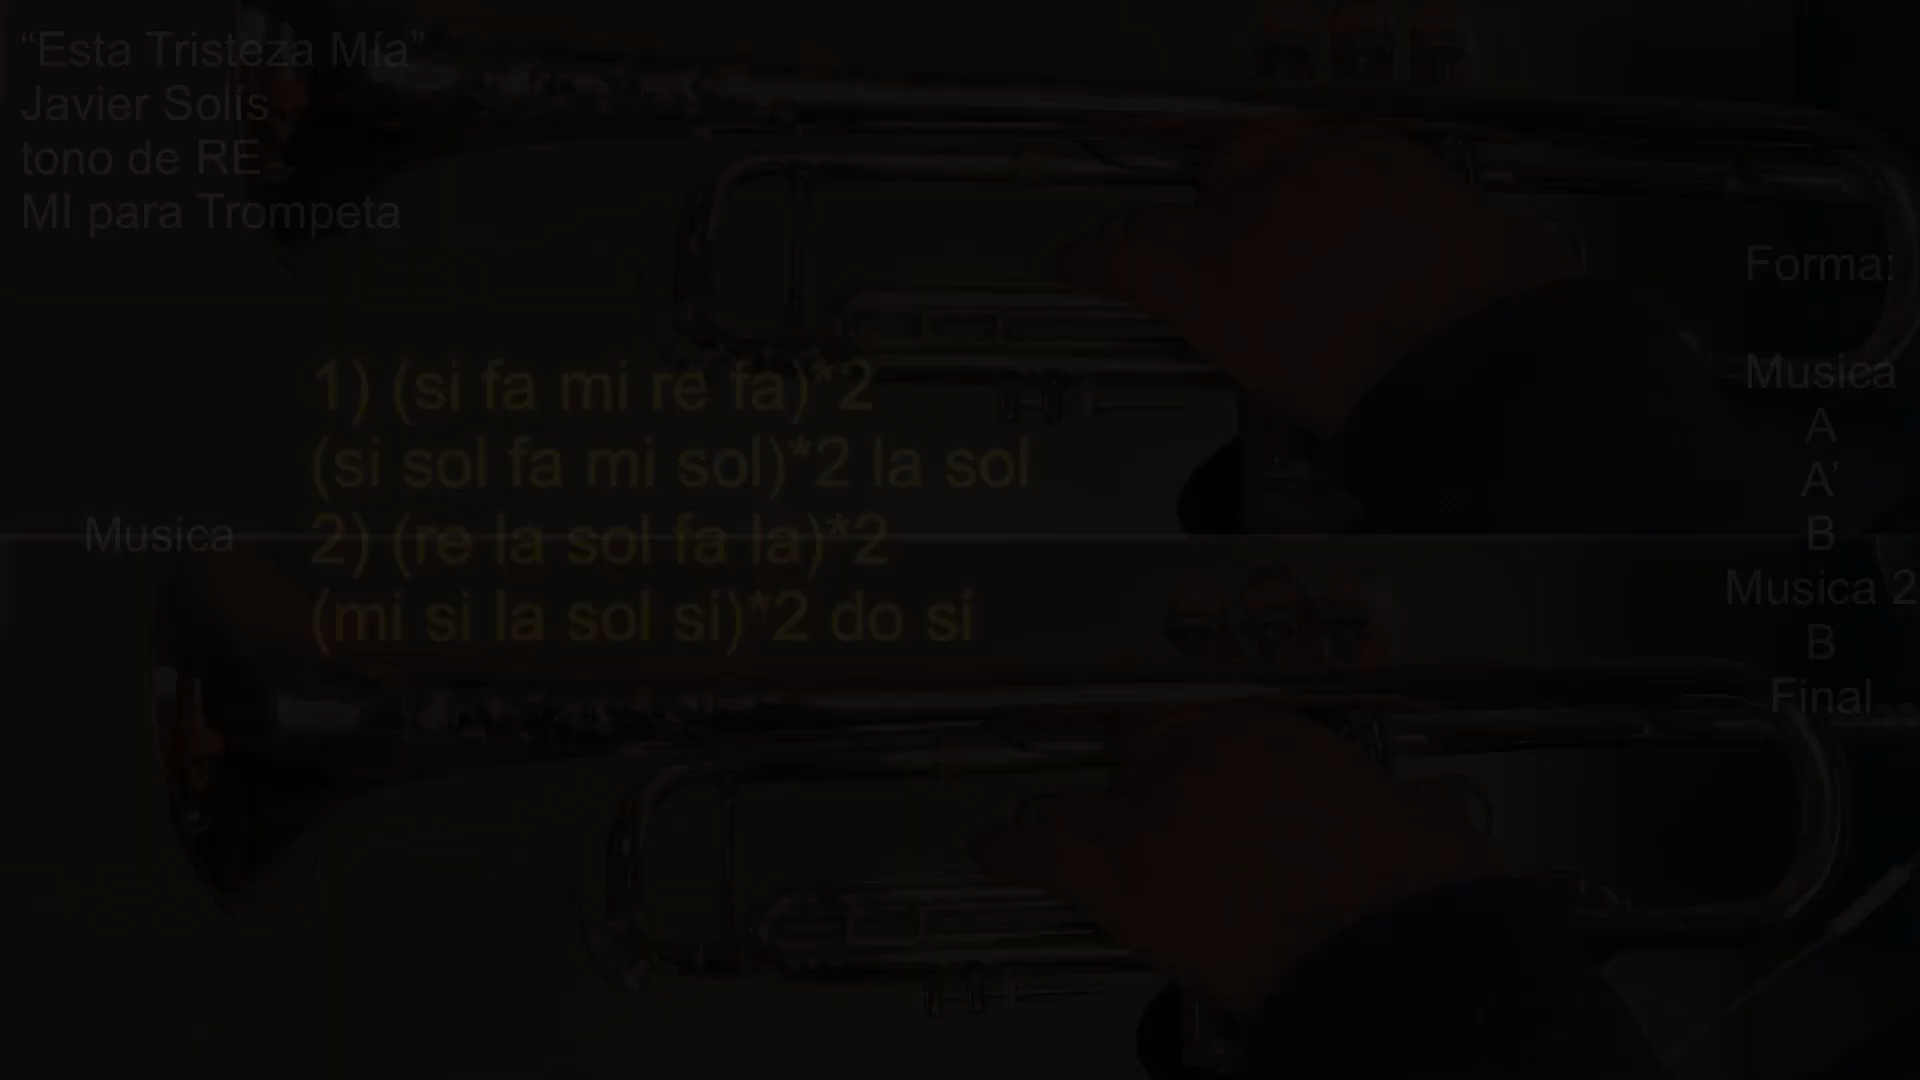 “Esta Tristeza Mía”
Javier Solís
tono de RE
MI para Trompeta
Musica
1) (si fa mi re fa)*2
(si sol fa mi sol)*2 la sol
2) (re la sol fa la)*2
(mi si la sol si)*2 do si
Forma:
Musica
A
A’
B
Musica 2
B
Final